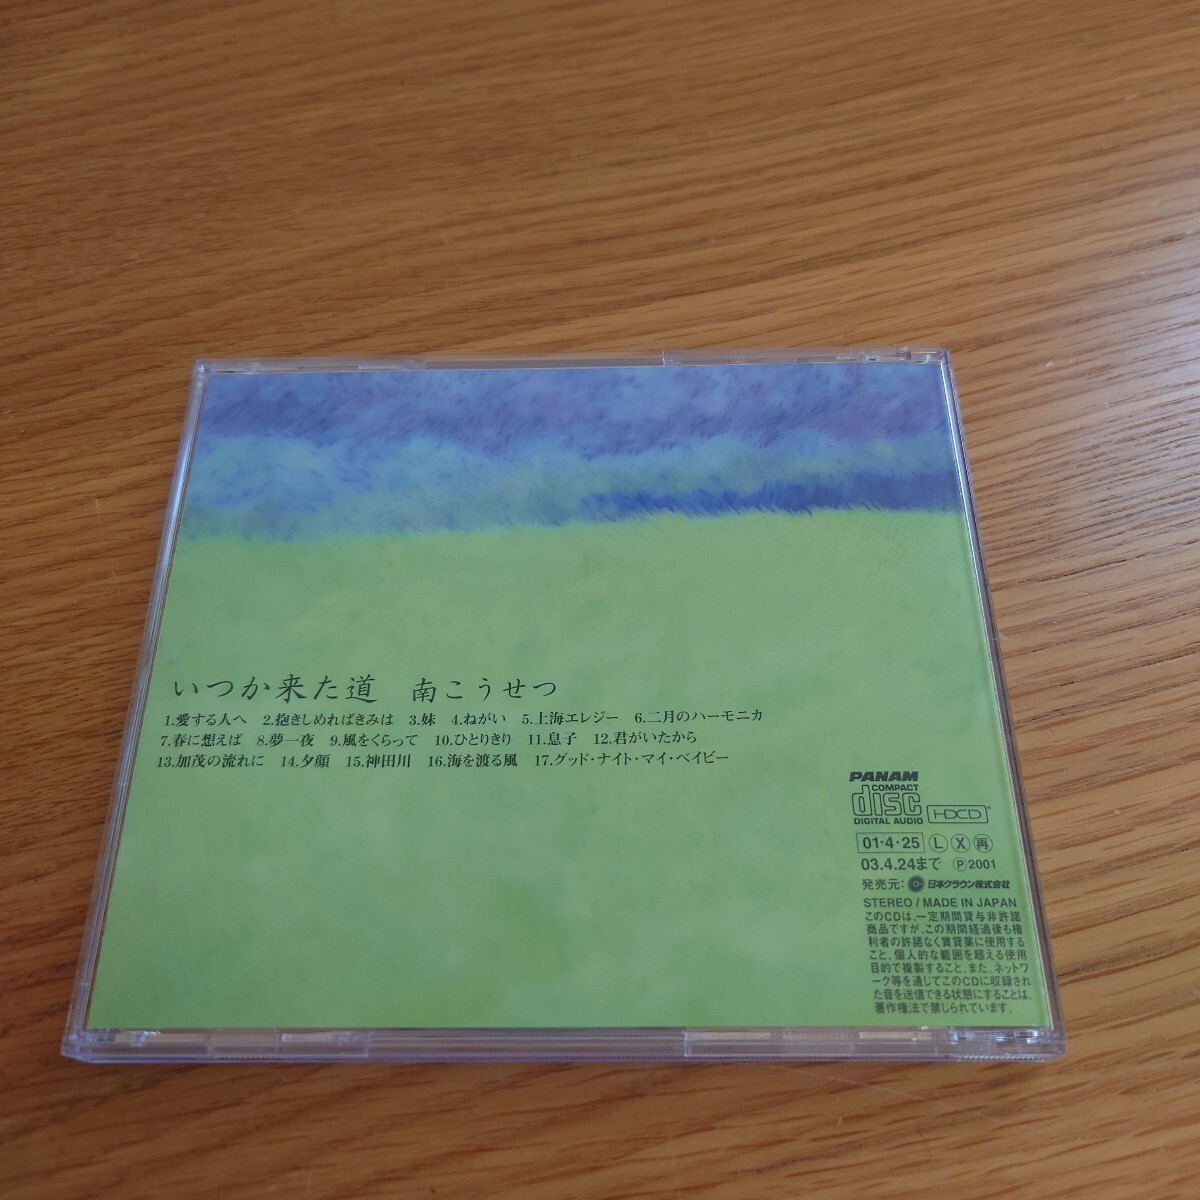 いつか来た道 南こうせつ
1.愛する人へ 2.抱きしめればきみは 3.妹 4.ねがい 5.上海エレジー 6.二月のハーモニカ
7.春に想えば 8.夢一夜 9.風をくらって 10.ひとりきり 11.息子 12.君がいたから
13.加茂の流れに 14.夕顔 15.神田川 16.海を渡る風 17.グッド・ナイト・マイ・ベイビー
PANAM
COMPACT
disc
DIGITAL AUDIO
HDCD®
01・4・25 Ⓛ Ⓧ 再
03.4.24まで ℗2001
発売元: 日本クラウン株式会社
STEREO / MADE IN JAPAN
このCDは、一定期間貸与非許諾
商品ですが、この期間経過後も権
利者の許諾なく賃貸業に使用する
こと、個人的な範囲を超える使用
目的で複製すること、また、ネットワ
ーク等を通じてこのCDに収録され
た音を送信できる状態にすることは、
著作権法で禁じられています。